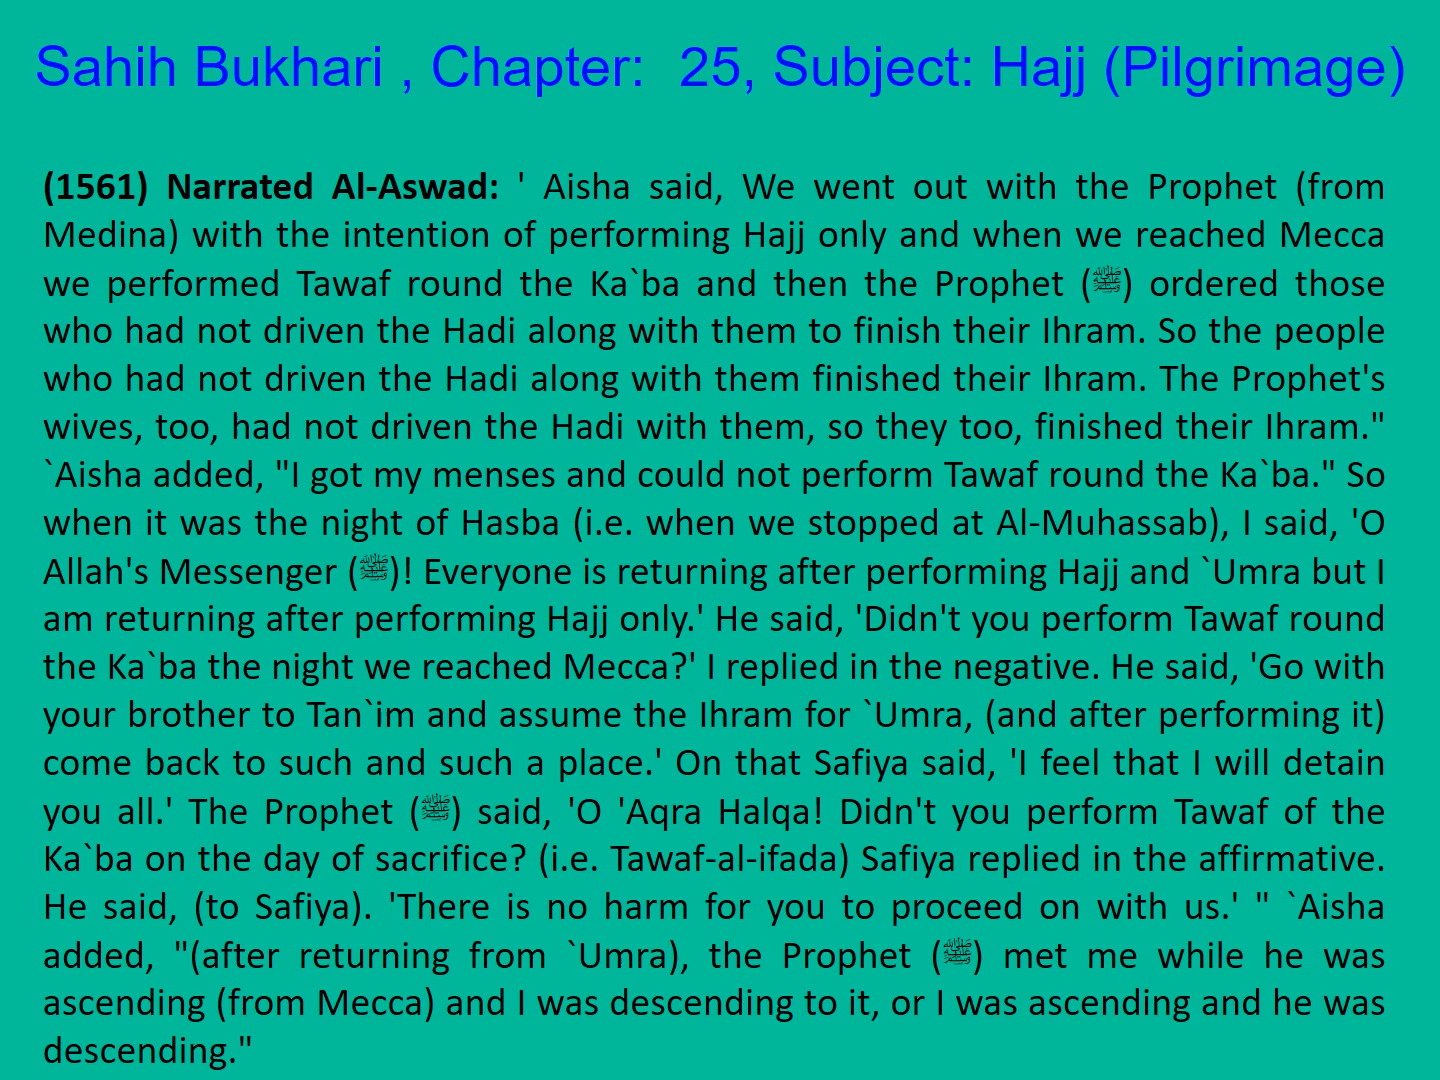 Sahih Bukhari , Chapter:  25, Subject: Hajj (Pilgrimage)
(1561) Narrated Al-Aswad: ' Aisha said, We went out with the Prophet (from
Medina) with the intention of performing Hajj only and when we reached Mecca
we performed Tawaf round the Ka`ba and then the Prophet (ﷺ) ordered those
who had not driven the Hadi along with them to finish their Ihram. So the people
who had not driven the Hadi along with them finished their Ihram. The Prophet's
wives, too, had not driven the Hadi with them, so they too, finished their Ihram."
`Aisha added, "I got my menses and could not perform Tawaf round the Ka`ba." So
when it was the night of Hasba (i.e. when we stopped at Al-Muhassab), I said, 'O
Allah's Messenger (ﷺ)! Everyone is returning after performing Hajj and `Umra but I
am returning after performing Hajj only.' He said, 'Didn't you perform Tawaf round
the Ka`ba the night we reached Mecca?' I replied in the negative. He said, 'Go with
your brother to Tan`im and assume the Ihram for `Umra, (and after performing it)
come back to such and such a place.' On that Safiya said, 'I feel that I will detain
you all.' The Prophet (ﷺ) said, 'O 'Aqra Halqa! Didn't you perform Tawaf of the
Ka`ba on the day of sacrifice? (i.e. Tawaf-al-ifada) Safiya replied in the affirmative.
He said, (to Safiya). 'There is no harm for you to proceed on with us.' " `Aisha
added, "(after returning from `Umra), the Prophet (ﷺ) met me while he was
ascending (from Mecca) and I was descending to it, or I was ascending and he was
descending."